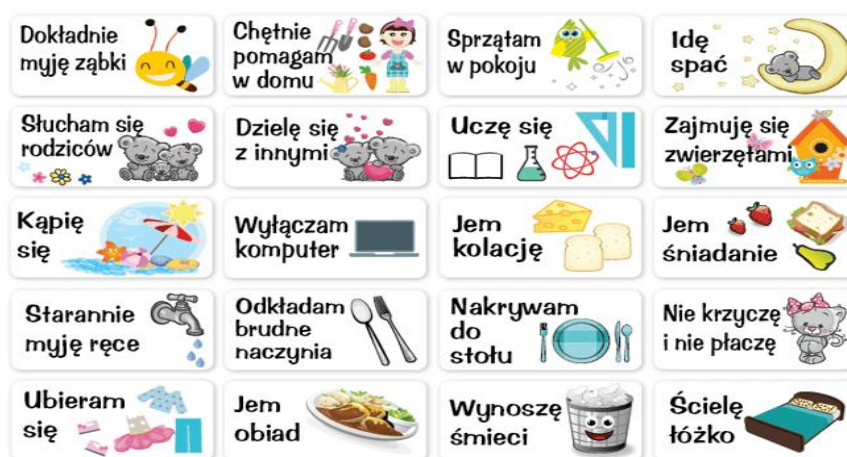 Dokładnie
myję ząbki
Chętnie
pomagam
w domu
Sprzątam
w pokoju
Idę
spać
Słucham się
rodziców
Dzielę się
z innymi
Uczę się
Zajmuję się
zwierzętami
Kąpię
się
Wyłączam
komputer
Jem
kolację
Jem
śniadanie
Starannie
myję ręce
Odkładam
brudne
naczynia
Nakrywam
do
stołu
Nie krzyczę
i nie płaczę
Ubieram
się
Jem
obiad
Wynoszę
śmieci
Ścielę
łóżko